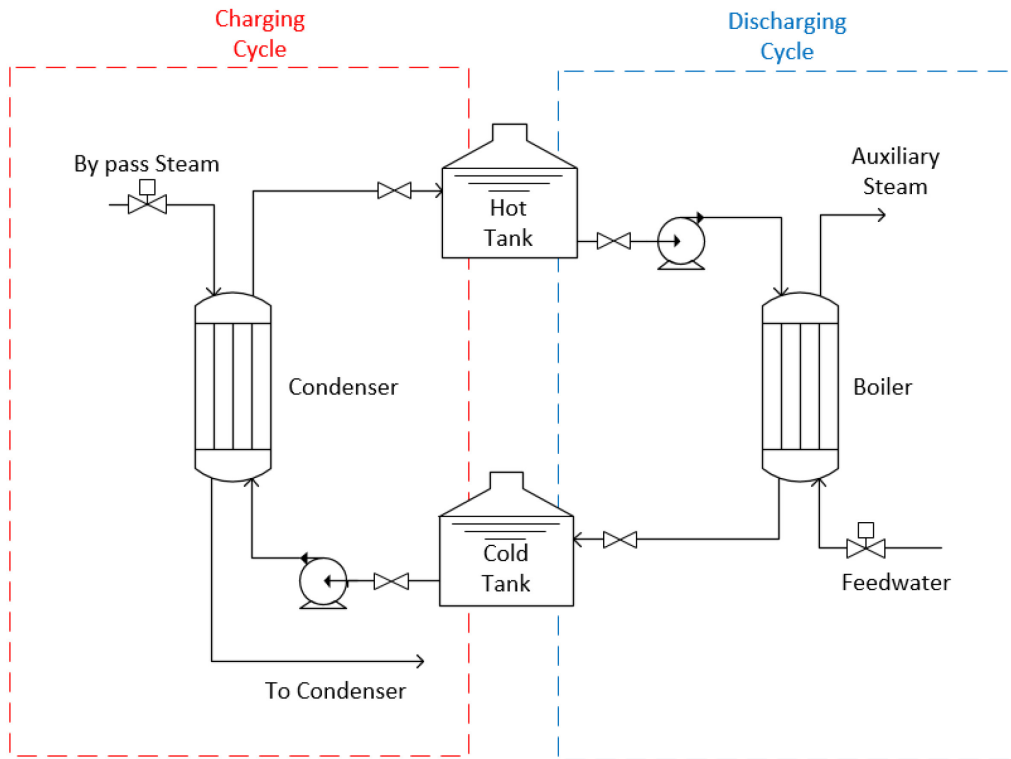 Charging
Cycle
Discharging
Cycle
By pass Steam
Auxiliary
Steam
Hot
Tank
Condenser
Boiler
Cold
Tank
Feedwater
To Condenser